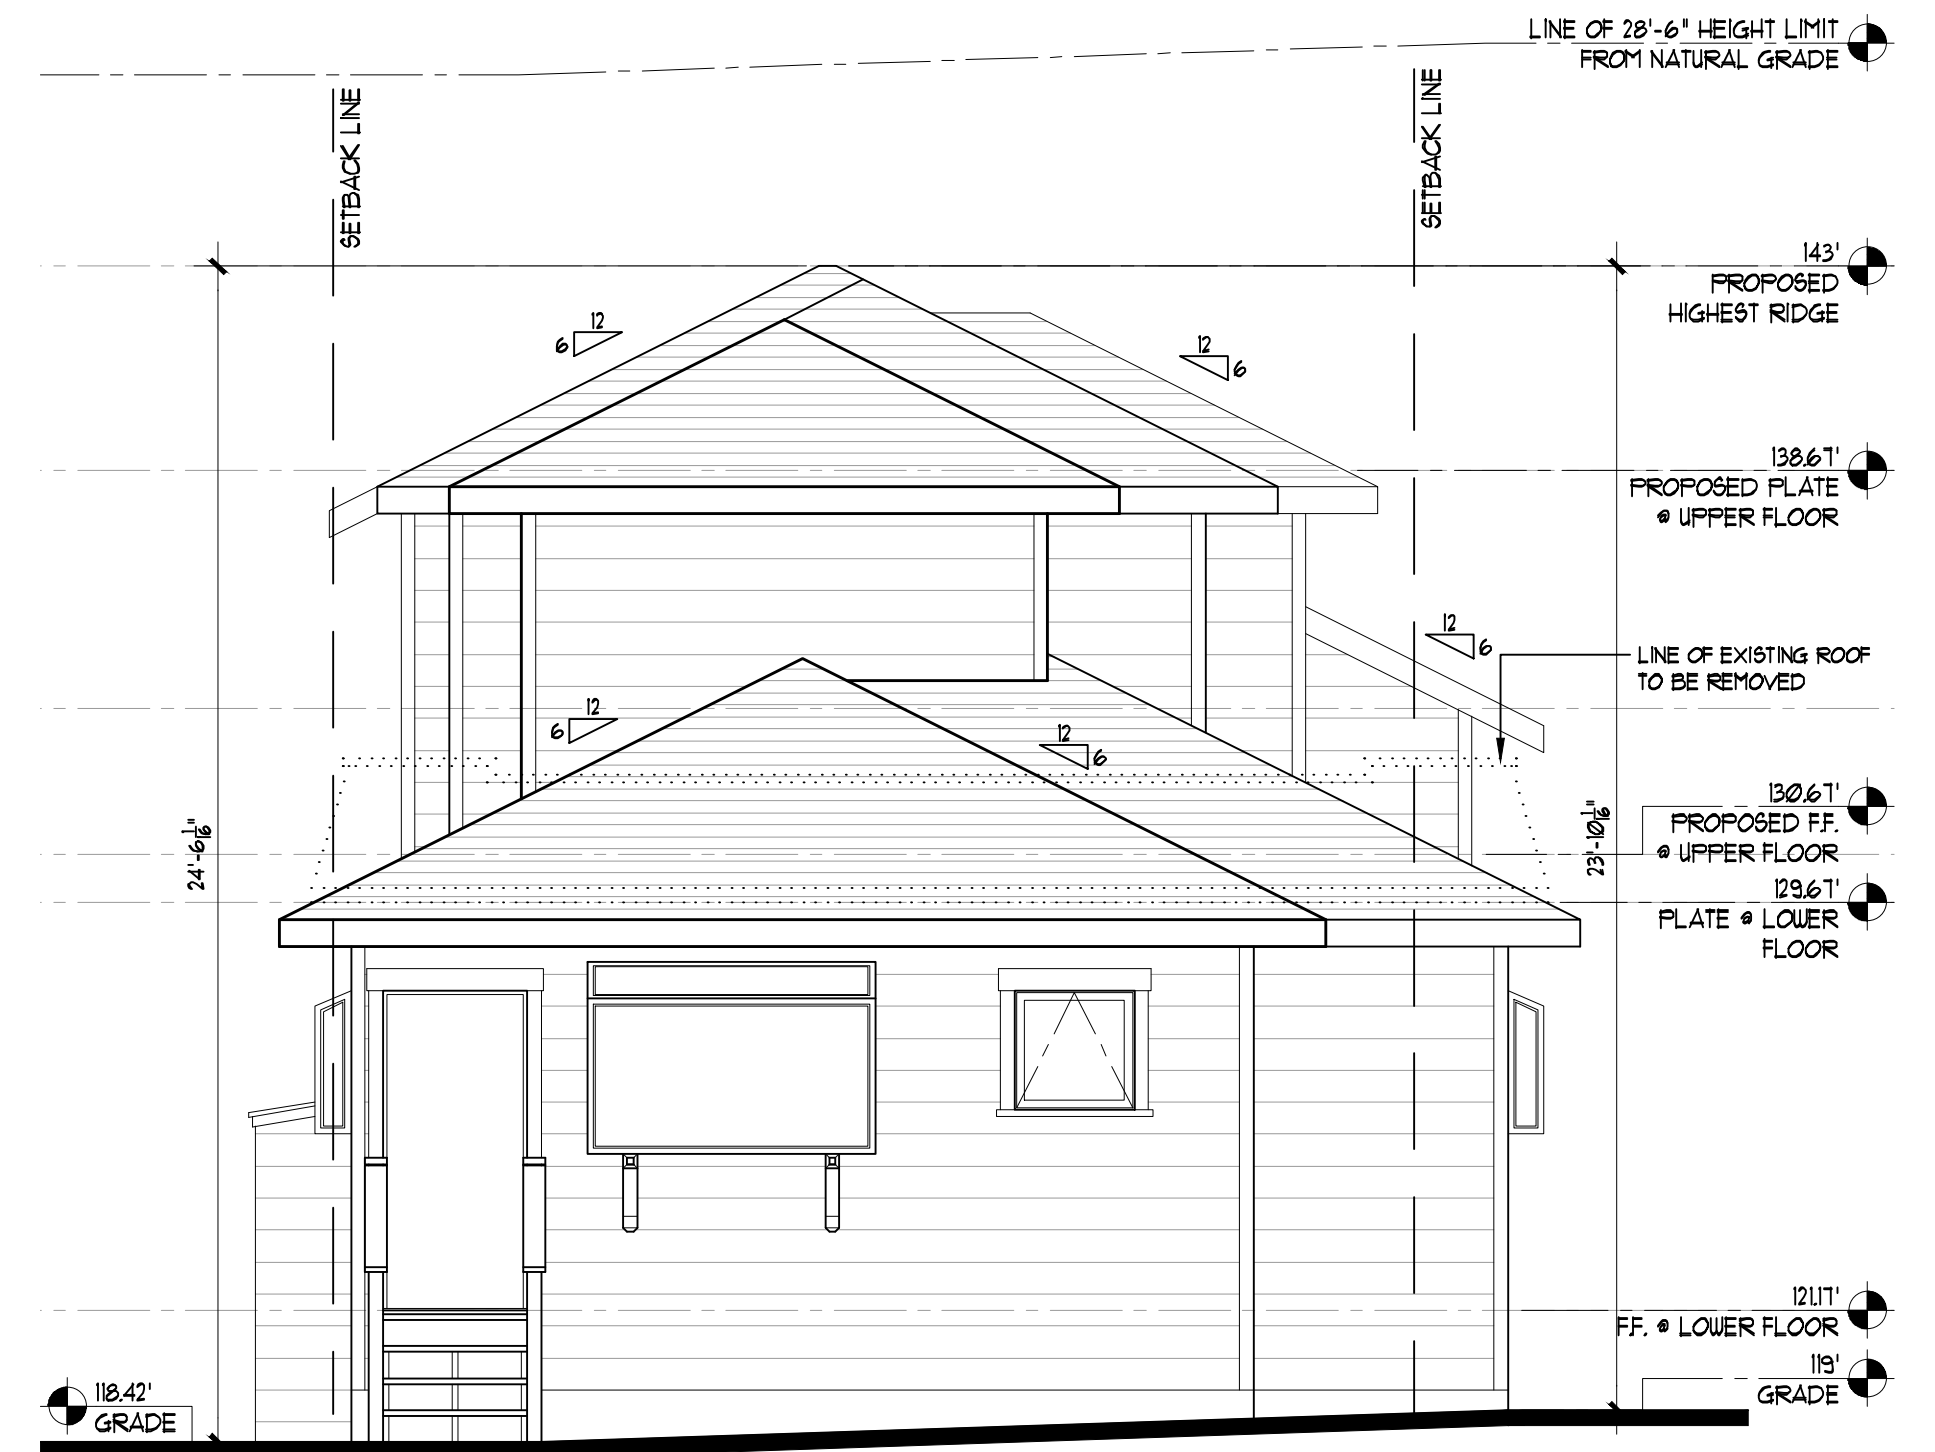 LINE OF 28'-6" HEIGHT LIMIT
FROM NATURAL GRADE
SETBACK LINE
SETBACK LINE
143'
PROPOSED
HIGHEST RIDGE
12
6
12
6
138.67'
PROPOSED PLATE
@ UPPER FLOOR
12
6
LINE OF EXISTING ROOF
TO BE REMOVED
12
6
12
6
130.67'
PROPOSED F.F.
@ UPPER FLOOR
24'-6 1/16"
23'-10 1/16"
129.67'
PLATE @ LOWER
FLOOR
121.17'
F.F. @ LOWER FLOOR
119'
GRADE
118.42'
GRADE